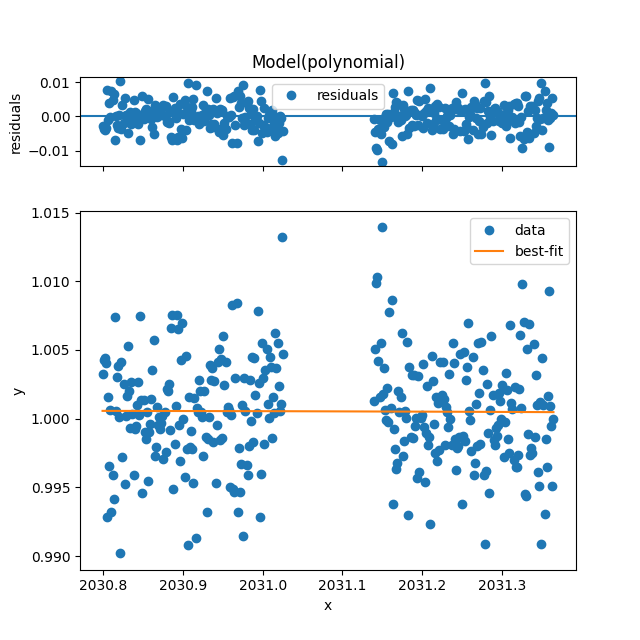 Model(polynomial)
residuals
0.01
0.00
−0.01
residuals
1.015
1.010
1.005
1.000
0.995
0.990
y
data
best-fit
2030.8 2030.9 2031.0 2031.1 2031.2 2031.3
x